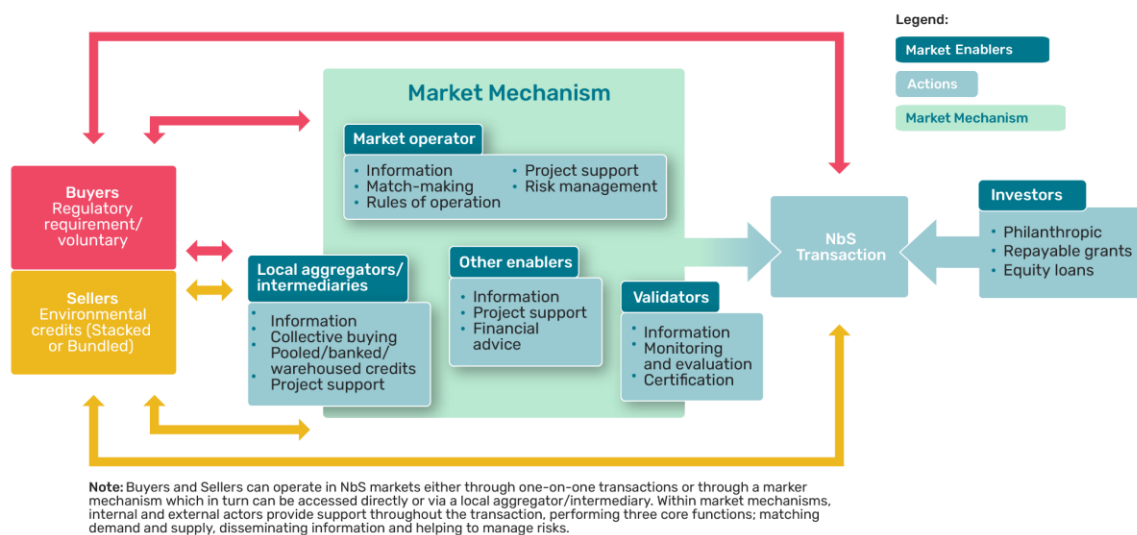 Legend:
Market Enablers
Actions
Market Mechanism
Market Mechanism
Market operator
• Information
• Match-making
• Rules of operation
• Project support
• Risk management
Buyers
Regulatory
requirement/
voluntary
Sellers
Environmental
credits (Stacked
or Bundled)
Local aggregators/
intermediaries
• Information
• Collective buying
• Pooled/banked/
warehoused credits
• Project support
Other enablers
• Information
• Project support
• Financial
advice
Validators
• Information
• Monitoring
and evaluation
• Certification
NbS
Transaction
Investors
• Philanthropic
• Repayable grants
• Equity loans
Note: Buyers and Sellers can operate in NbS markets either through one-on-one transactions or through a marker
mechanism which in turn can be accessed directly or via a local aggregator/intermediary. Within market mechanisms,
internal and external actors provide support throughout the transaction, performing three core functions; matching
demand and supply, disseminating information and helping to manage risks.